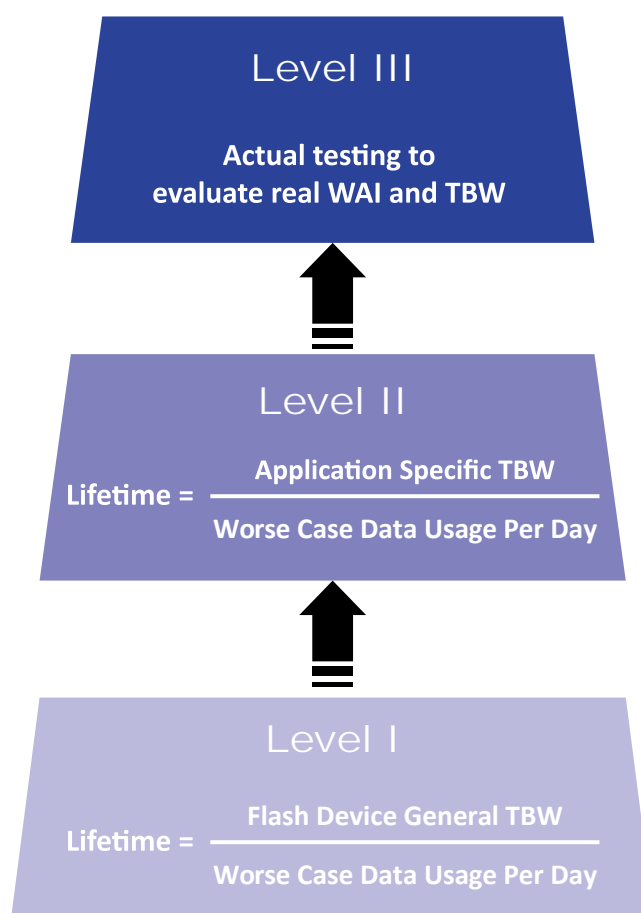 Level III
Actual testing to
evaluate real WAI and TBW
Level II
Application Specific TBW
Lifetime =
Worse Case Data Usage Per Day
Level I
Flash Device General TBW
Lifetime =
Worse Case Data Usage Per Day